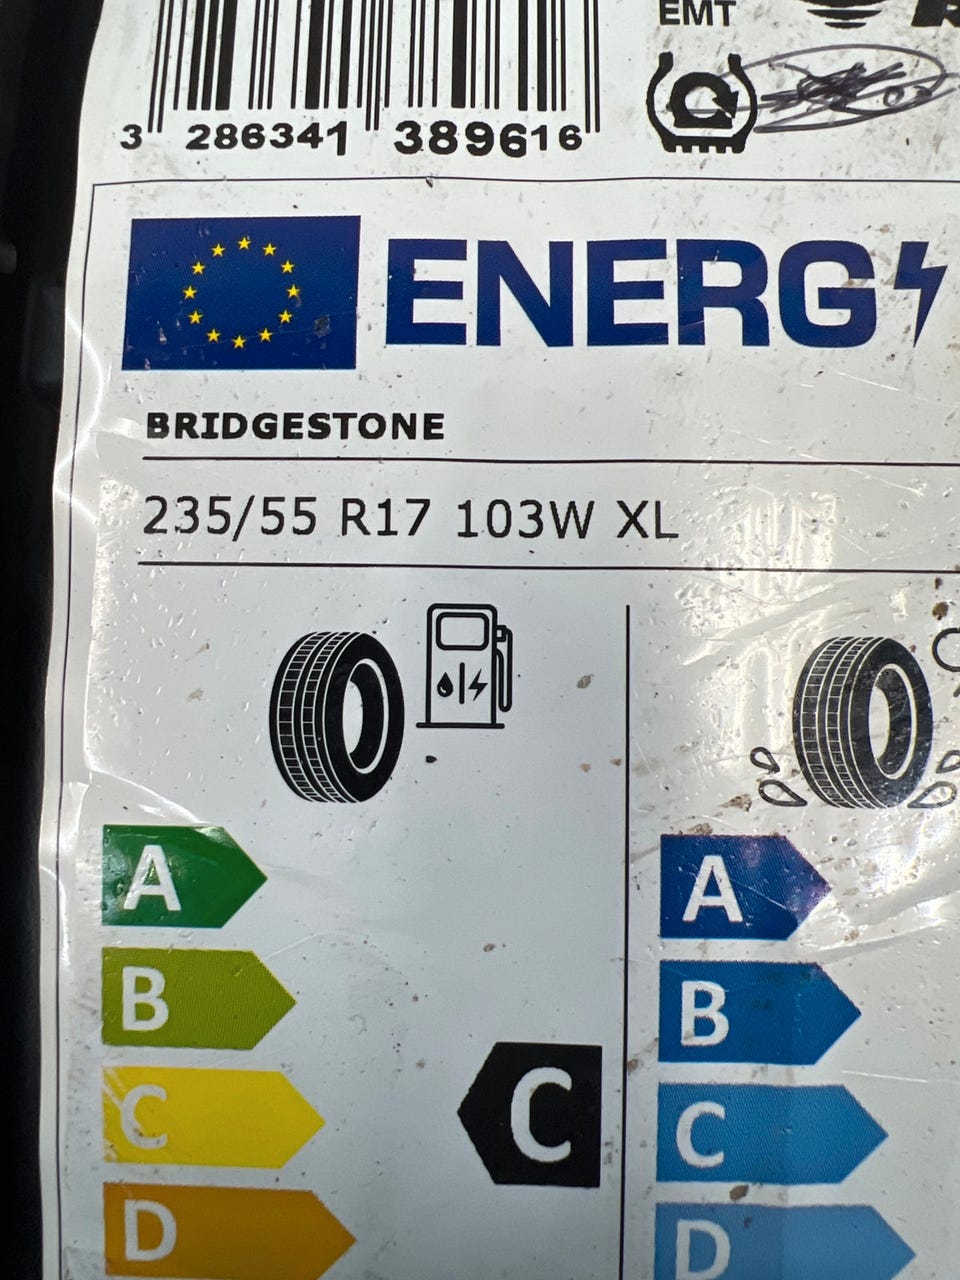 EMT
3 286341 389616
ENERG
BRIDGESTONE
235/55 R17 103W XL
A
A
B
B
C
C
C
D
D